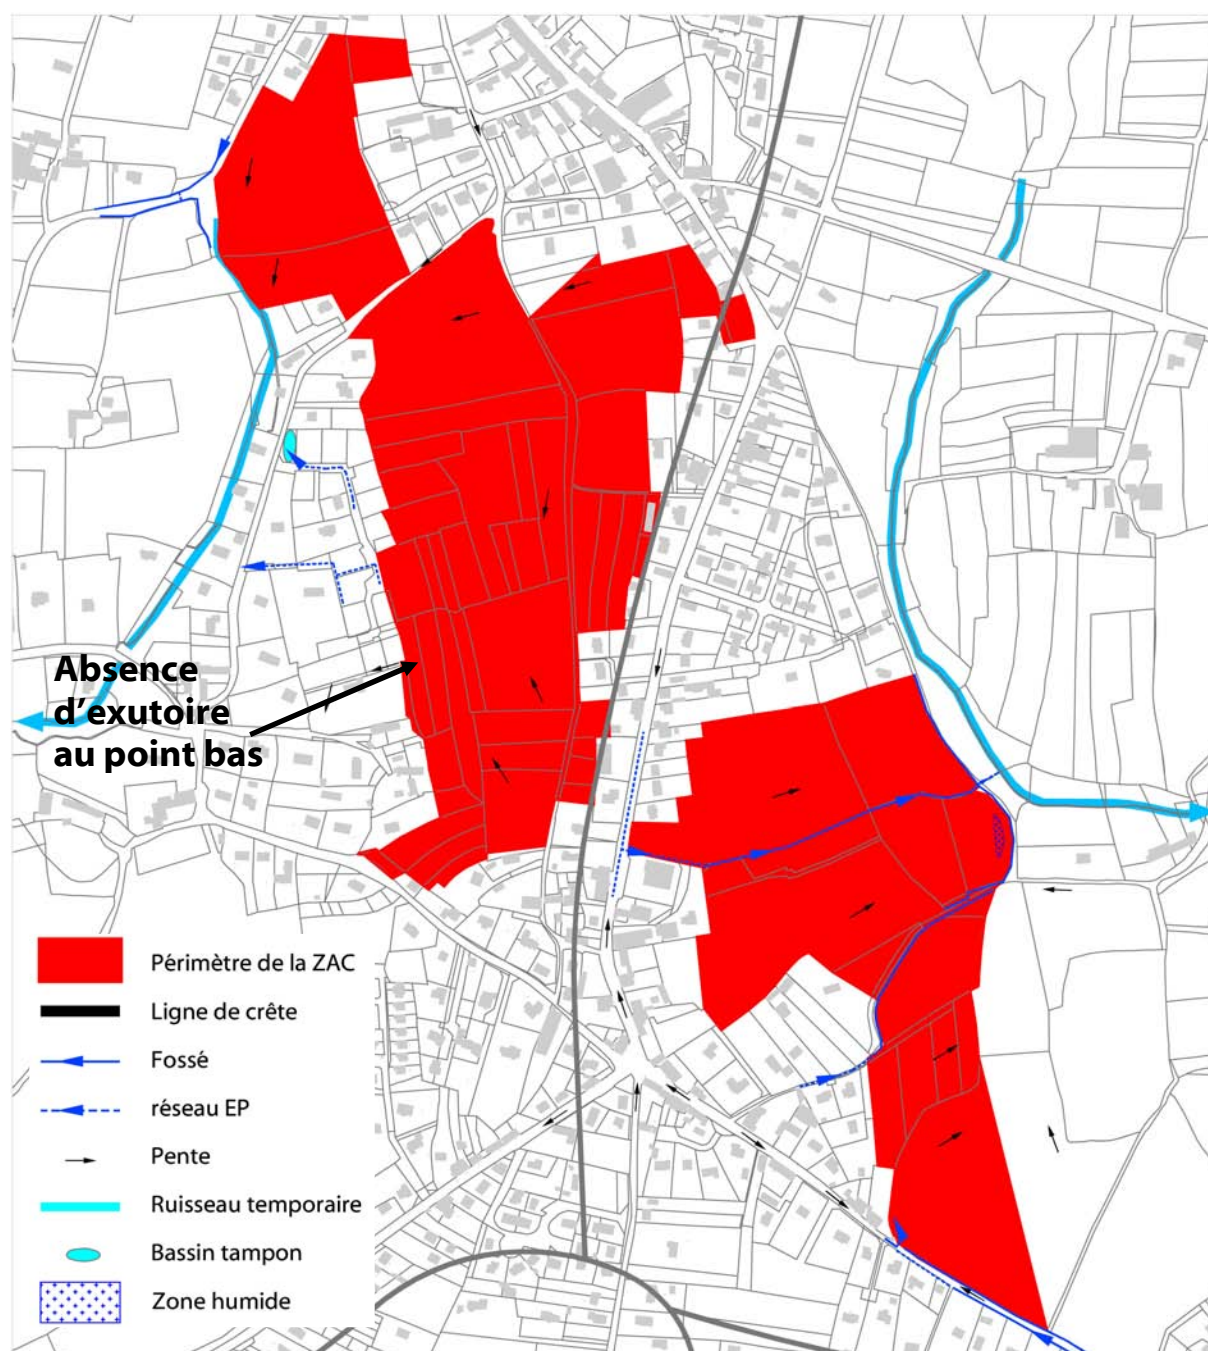 Absence
d’exutoire
au point bas
Périmètre de la ZAC
Ligne de crête
Fossé
réseau EP
Pente
Ruisseau temporaire
Bassin tampon
Zone humide